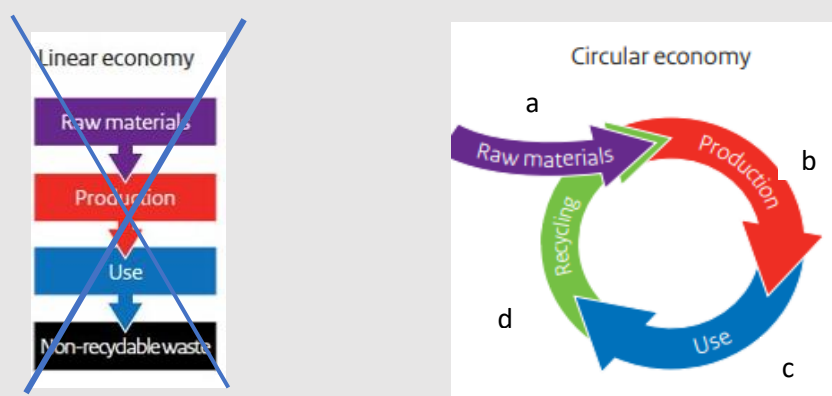 Linear economy
Raw materials
Production
Use
Non-recyclable waste
Circular economy
a
Raw materials
Production
b
Recycling
d
Use
c